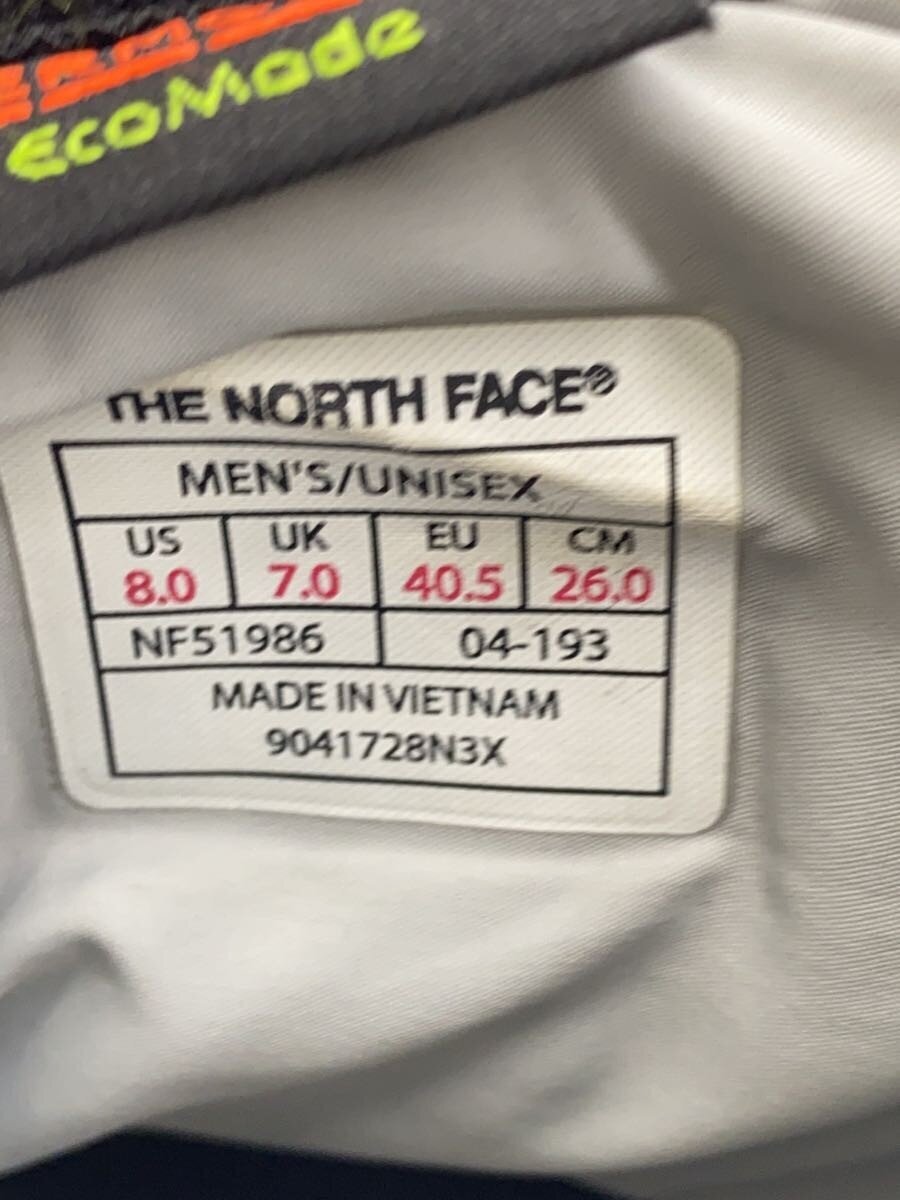 EcoMade
THE NORTH FACE®
MEN'S/UNISEX
US UK EU CM
8.0 7.0 40.5 26.0
NF51986 04-193
MADE IN VIETNAM
9041728N3X